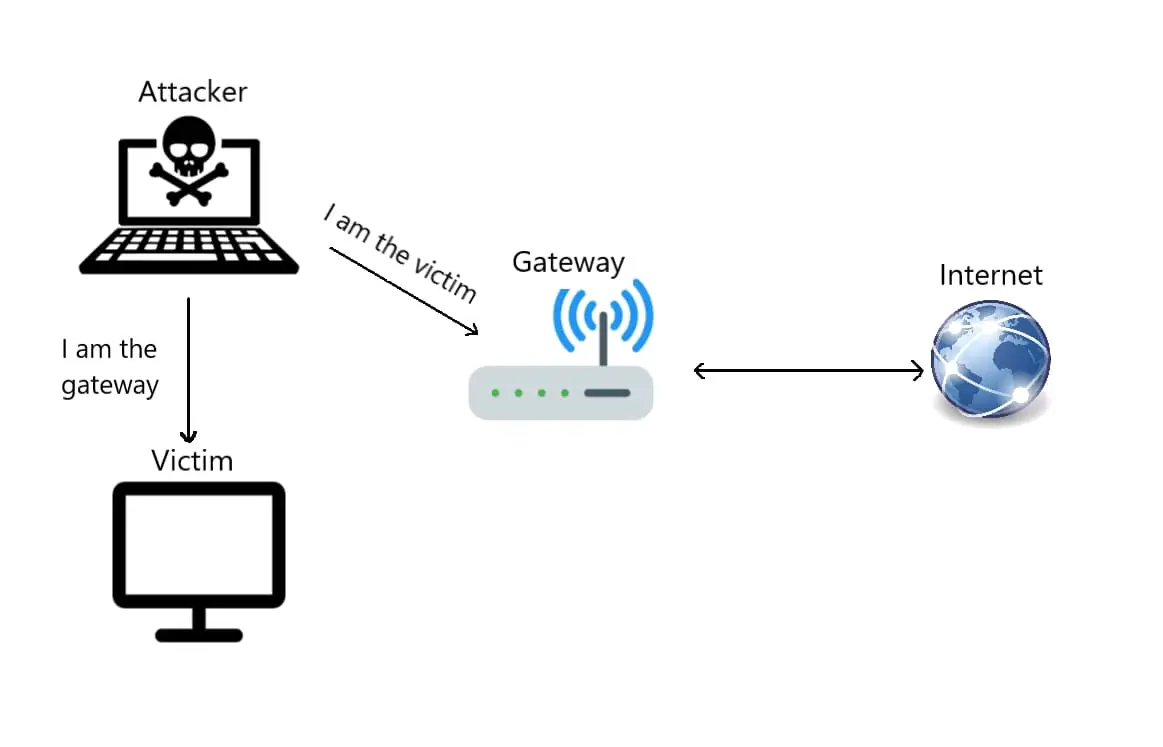 Attacker
I am the victim
Gateway
Internet
I am the
gateway
Victim